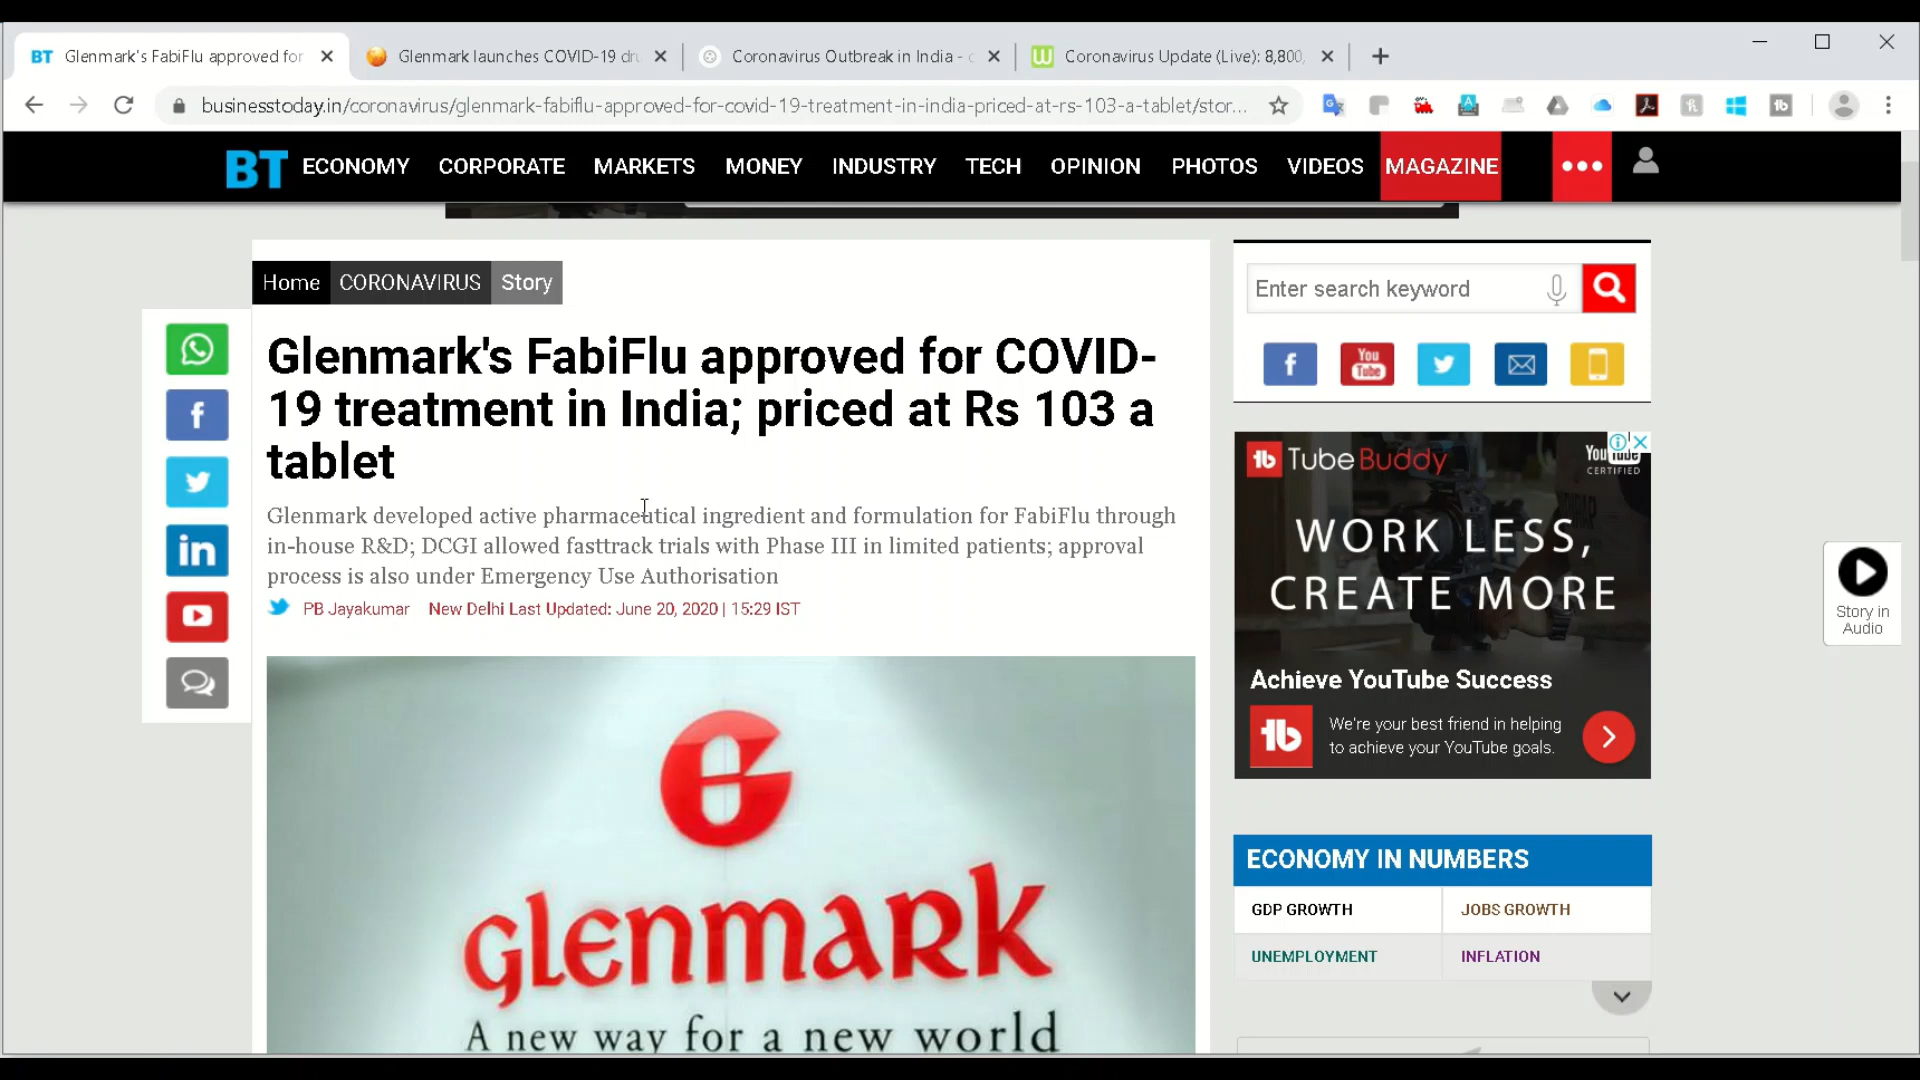 BT Glenmark's FabiFlu approved for
Glenmark launches COVID-19 dru
Coronavirus Outbreak in India - c
W Coronavirus Update (Live): 8,800,
businesstoday.in/coronavirus/glenmark-fabiflu-approved-for-covid-19-treatment-in-india-priced-at-rs-103-a-tablet/stor...
BT ECONOMY CORPORATE MARKETS MONEY INDUSTRY TECH OPINION PHOTOS VIDEOS MAGAZINE
Home CORONAVIRUS Story
Glenmark's FabiFlu approved for COVID-
19 treatment in India; priced at Rs 103 a
tablet
Glenmark developed active pharmaceutical ingredient and formulation for FabiFlu through
in-house R&D; DCGI allowed fasttrack trials with Phase III in limited patients; approval
process is also under Emergency Use Authorisation
PB Jayakumar New Delhi Last Updated: June 20, 2020 | 15:29 IST
glenmark
A new way for a new world
Enter search keyword
You
Tube
TubeBuddy
YouTube
CERTIFIED
WORK LESS,
CREATE MORE
Achieve YouTube Success
tb
We're your best friend in helping
to achieve your YouTube goals.
Story in
Audio
ECONOMY IN NUMBERS
GDP GROWTH JOBS GROWTH
UNEMPLOYMENT INFLATION